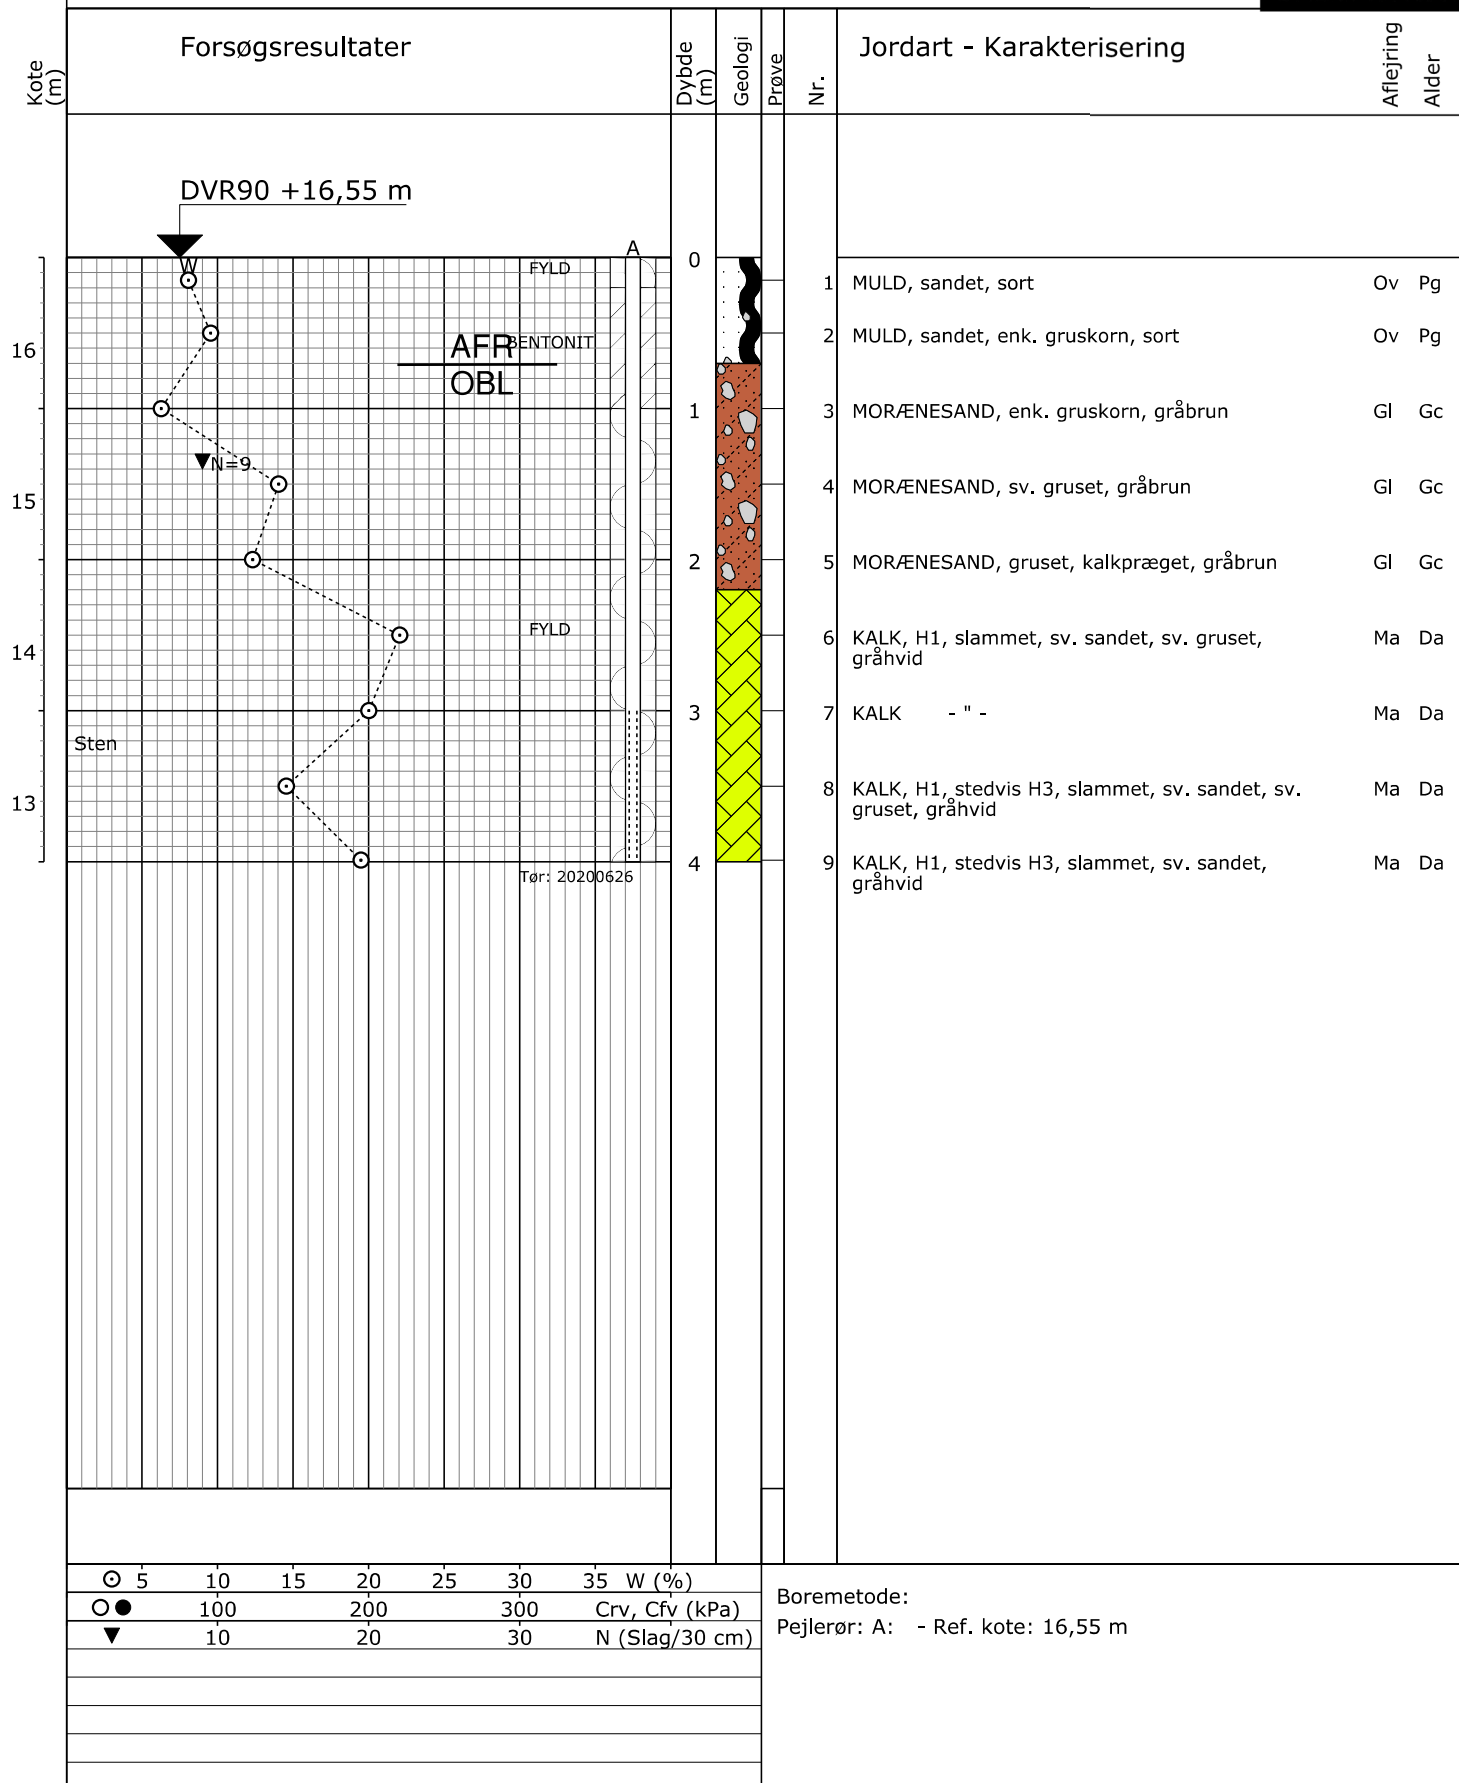 Kote (m)
Forsøgsresultater
Dybde (m)
Geologi
Prøve
Nr.
Jordart - Karakterisering
Aflejring
Alder
DVR90 +16,55 m
A
W
FYLD
0
1 MULD, sandet, sort Ov Pg
2 MULD, sandet, enk. gruskorn, sort Ov Pg
16
AFR
BENTONIT
OBL
1
3 MORÆNESAND, enk. gruskorn, gråbrun Gl Gc
N=9
15
4 MORÆNESAND, sv. gruset, gråbrun Gl Gc
2
5 MORÆNESAND, gruset, kalkpræget, gråbrun Gl Gc
FYLD
14
6 KALK, H1, slammet, sv. sandet, sv. gruset, Ma Da
gråhvid
3
7 KALK - " - Ma Da
Sten
13
8 KALK, H1, stedvis H3, slammet, sv. sandet, sv. Ma Da
gruset, gråhvid
4
9 KALK, H1, stedvis H3, slammet, sv. sandet, Ma Da
gråhvid
Tør: 20200626
5 10 15 20 25 30 35 W (%)
100 200 300 Crv, Cfv (kPa)
10 20 30 N (Slag/30 cm)
Boremetode:
Pejlerør: A: - Ref. kote: 16,55 m